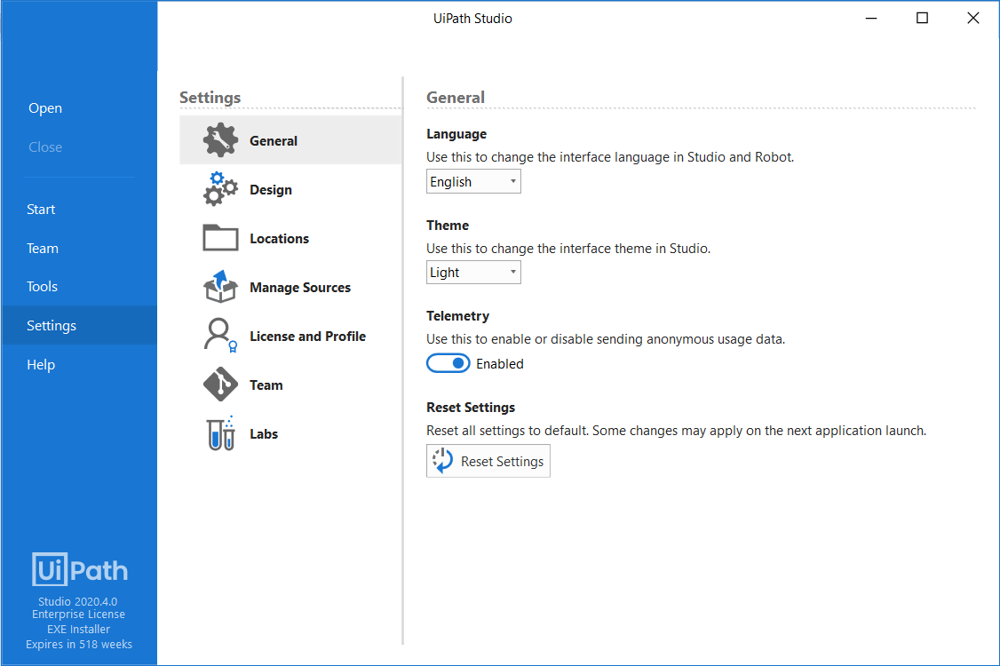 UiPath Studio
Open
Close
Start
Team
Tools
Settings
Help
UiPath
Studio 2020.4.0
Enterprise License
EXE Installer
Expires in 518 weeks
Settings
General
Design
Locations
Manage Sources
License and Profile
Team
Labs
General
Language
Use this to change the interface language in Studio and Robot.
English
Theme
Use this to change the interface theme in Studio.
Light
Telemetry
Use this to enable or disable sending anonymous usage data.
Enabled
Reset Settings
Reset all settings to default. Some changes may apply on the next application launch.
Reset Settings